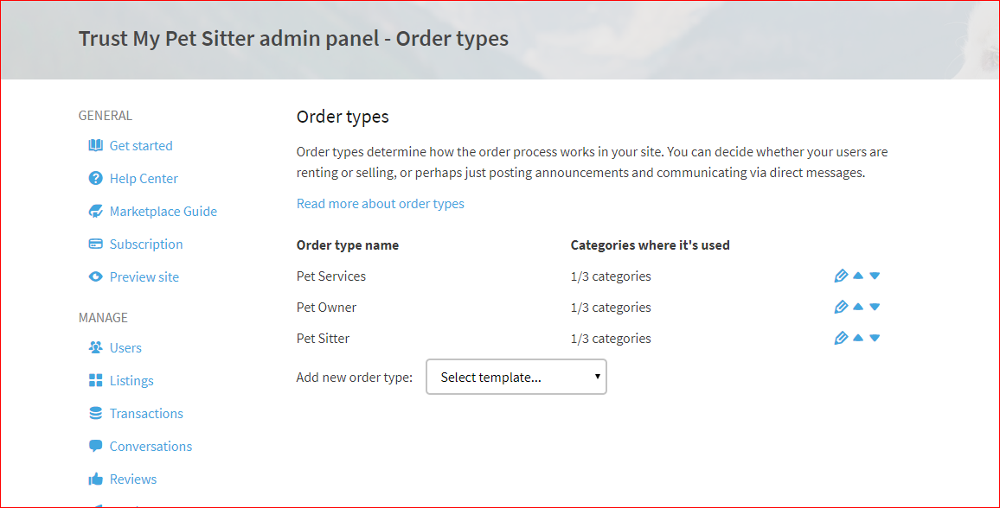 Trust My Pet Sitter admin panel - Order types
GENERAL
Get started
Help Center
Marketplace Guide
Subscription
Preview site
MANAGE
Users
Listings
Transactions
Conversations
Reviews
Order types
Order types determine how the order process works in your site. You can decide whether your users are
renting or selling, or perhaps just posting announcements and communicating via direct messages.
Read more about order types
Order type name Categories where it's used
Pet Services 1/3 categories
Pet Owner 1/3 categories
Pet Sitter 1/3 categories
Add new order type: Select template...